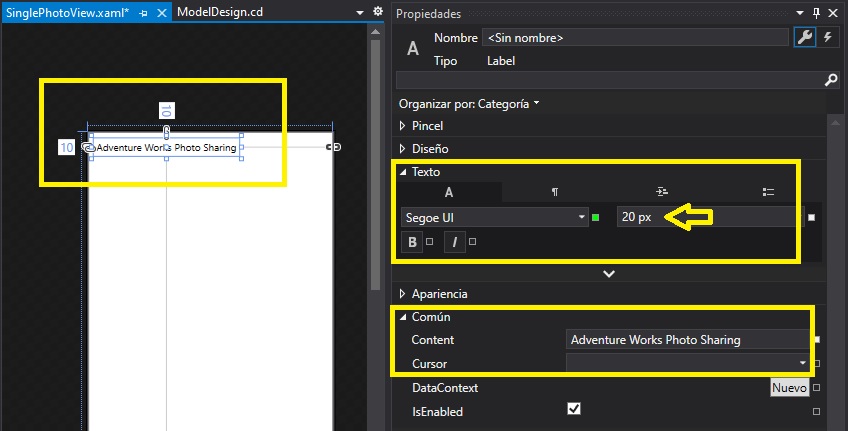 SinglePhotoView.xaml*
ModelDesign.cd
10
10
Adventure Works Photo Sharing
Propiedades
A
Nombre <Sin nombre>
Tipo Label
Organizar por: Categoría
Pincel
Diseño
Texto
A ¶
Segoe UI 20 px
B I
Apariencia
Común
Content Adventure Works Photo Sharing
Cursor
DataContext Nuevo
IsEnabled